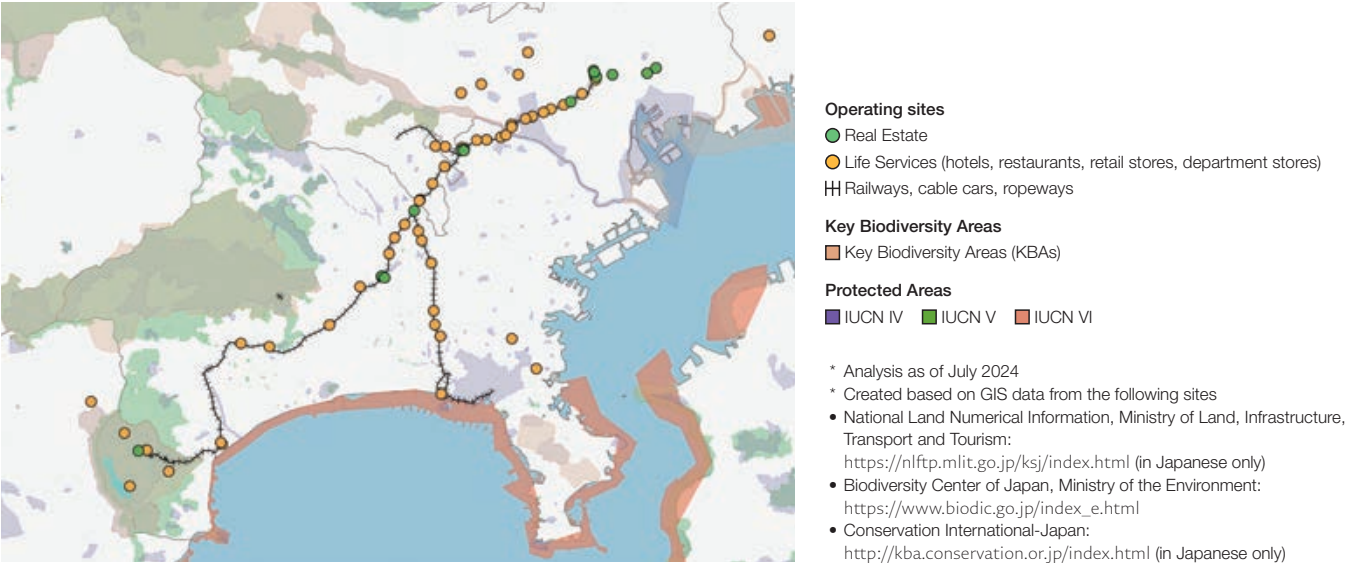 Operating sites
Real Estate
Life Services (hotels, restaurants, retail stores, department stores)
Railways, cable cars, ropeways
Key Biodiversity Areas
Key Biodiversity Areas (KBAs)
Protected Areas
IUCN IV IUCN V IUCN VI
* Analysis as of July 2024
* Created based on GIS data from the following sites
• National Land Numerical Information, Ministry of Land, Infrastructure,
Transport and Tourism:
https://nlftp.mlit.go.jp/ksj/index.html (in Japanese only)
• Biodiversity Center of Japan, Ministry of the Environment:
https://www.biodic.go.jp/index_e.html
• Conservation International-Japan:
http://kba.conservation.or.jp/index.html (in Japanese only)